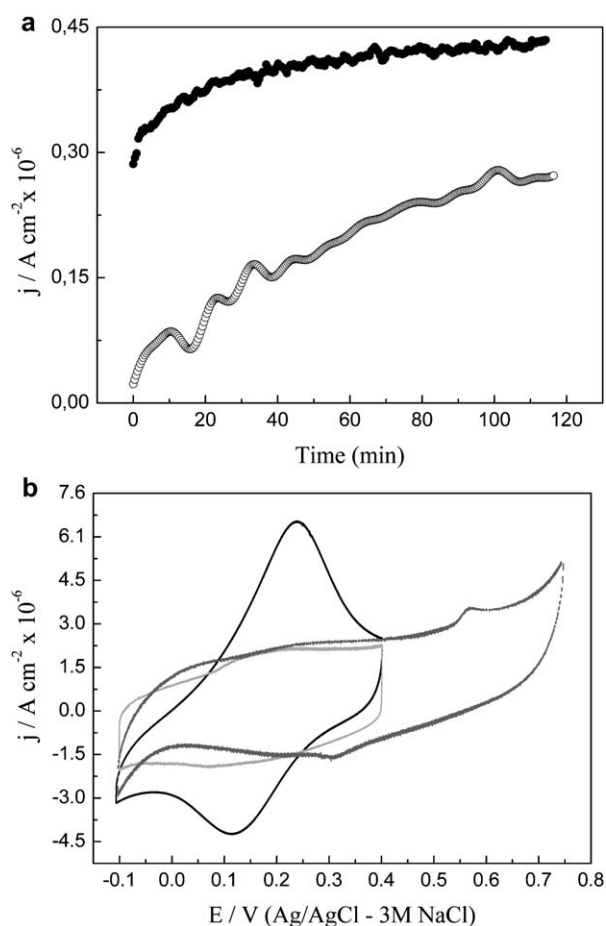 a
0.45
0.30
0.15
0,00
j / A cm-2 x 10-6
0 20 40 60 80 100 120
Time (min)
b
7.6
6.1
4.5
3.0
1.5
0.0
-1.5
-3.0
-4.5
j / A cm-2 x 10-6
-0.1 0.0 0.1 0.2 0.3 0.4 0.5 0.6 0.7 0.8
E / V (Ag/AgCl - 3M NaCl)